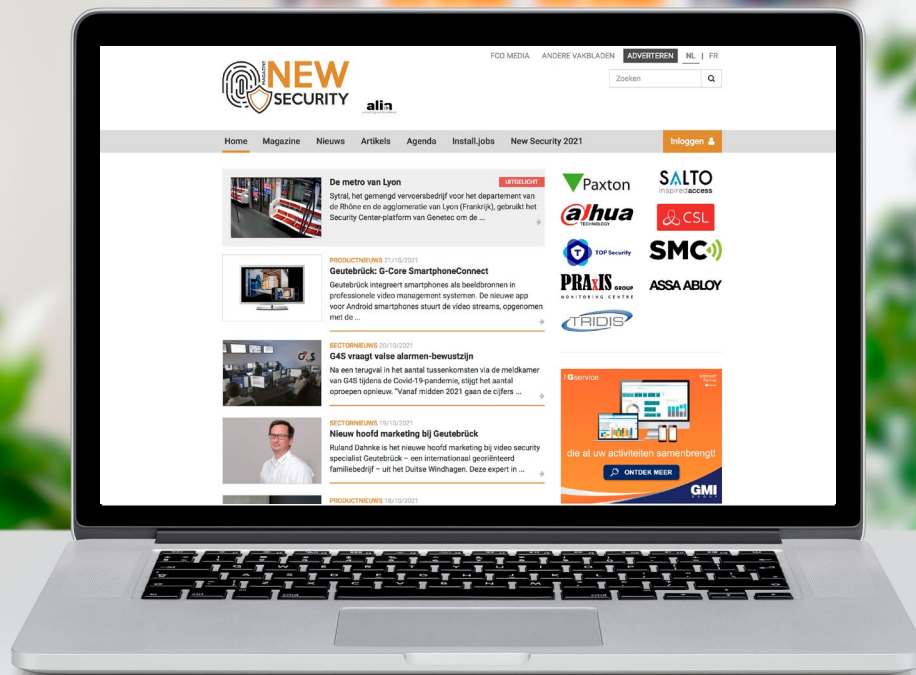 FCO MEDIA
ANDERE VAKBLADEN
ADVERTEREN
NL | FR
MAGAZINE
NEW
SECURITY
alia
Zoeken
Home
Magazine
Nieuws
Artikels
Agenda
Install.jobs
New Security 2021
Inloggen
De metro van Lyon
UITGELICHT
Sytral, het gemengd vervoersbedrijf voor het departement van
de Rhône en de agglomeratie van Lyon (Frankrijk), gebruikt het
Security Center-platform van Genetec om de ...
PRODUCTNIEUWS 21/10/2021
Geutebrück: G-Core SmartphoneConnect
Geutebrück integreert smartphones als beeldbronnen in
professionele video management systemen. De nieuwe app
voor Android smartphones stuurt de video streams, opgenomen
met de ...
SECTORNIEUWS 20/10/2021
G4S vraagt valse alarmen-bewustzijn
Na een terugval in het aantal tussenkomsten via de meldkamer
van G4S tijdens de Covid-19-pandemie, stijgt het aantal
oproepen opnieuw. "Vanaf midden 2021 gaan de cijfers ...
G4S
SECTORNIEUWS 19/10/2021
Nieuw hoofd marketing bij Geutebrück
Ruland Dahnke is het nieuwe hoofd marketing bij video security
specialist Geutebrück – een internationaal georiënteerd
familiebedrijf – uit het Duitse Windhagen. Deze expert in ...
PRODUCTNIEUWS 18/10/2021
Paxton
SALTO
inspiredaccess
alhua
TECHNOLOGY
CSL
TOP Security
SMC
PRAxIS GROUP
MONITORING CENTRE
ASSA ABLOY
TRIDIS
Gservice
Microsoft
Partner
die al uw activiteiten samenbrengt!
ONTDEK MEER
GMI
GROUP